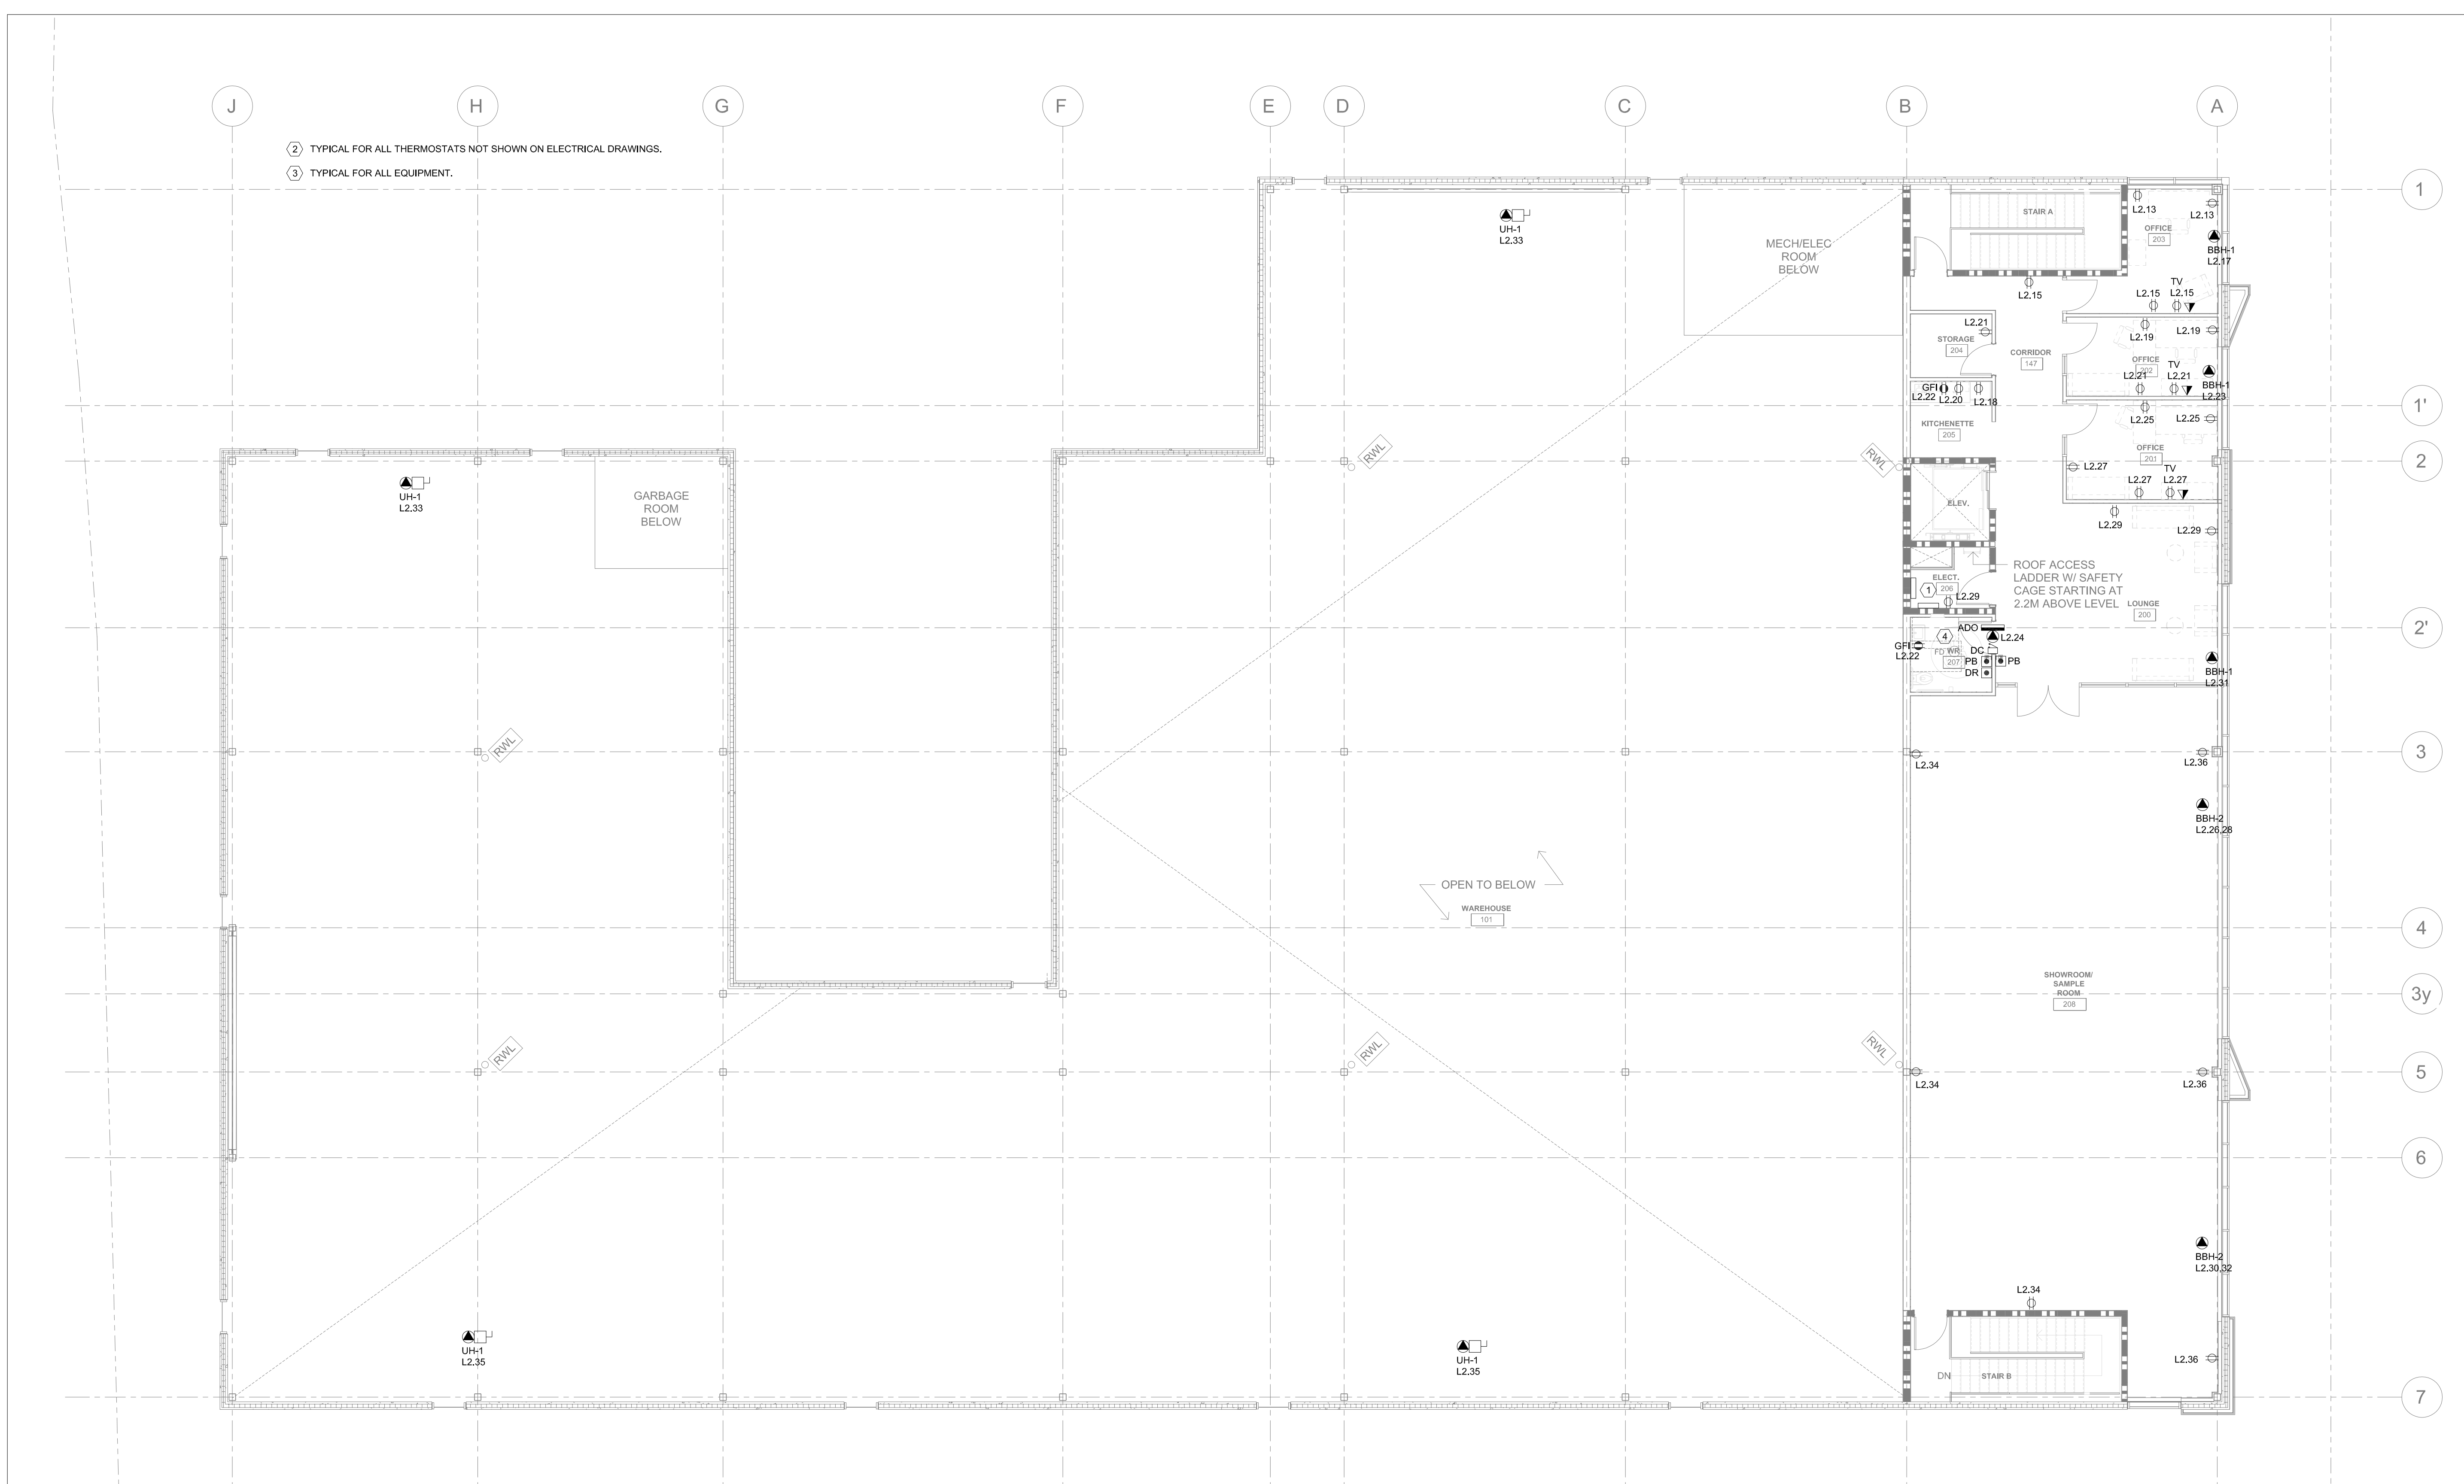 J
H
G
F
E
D
C
B
A
2 TYPICAL FOR ALL THERMOSTATS NOT SHOWN ON ELECTRICAL DRAWINGS.
3 TYPICAL FOR ALL EQUIPMENT.
1
UH-1
L2.33
MECH/ELEC
ROOM
BELOW
STAIR A
L2.13
L2.13
OFFICE
203
BBH-1
L2.17
L2.15
L2.15
TV
L2.15
L2.21
STORAGE
204
CORRIDOR
147
L2.19
L2.19
OFFICE
202
L2.21
TV
L2.21
BBH-1
L2.23
GFI
L2.22
L2.20
L2.18
1'
KITCHENETTE
205
L2.25
L2.25
OFFICE
201
L2.27
L2.27
TV
L2.27
RWL
RWL
2
UH-1
L2.33
GARBAGE
ROOM
BELOW
ELEV.
L2.29
L2.29
ROOF ACCESS
LADDER W/ SAFETY
CAGE STARTING AT
2.2M ABOVE LEVEL
ELECT.
1
206
L2.29
LOUNGE
200
2'
ADO
4
L2.24
GFI
L2.22
FD
WR
207
DC
PB
PB
DR
BBH-1
L2.31
RWL
3
L2.34
L2.36
BBH-2
L2.26,28
OPEN TO BELOW
WAREHOUSE
101
4
SHOWROOM/
SAMPLE
ROOM
208
3y
RWL
RWL
RWL
5
L2.34
L2.36
6
BBH-2
L2.30,32
L2.34
UH-1
L2.35
UH-1
L2.35
L2.36
DN
STAIR B
7